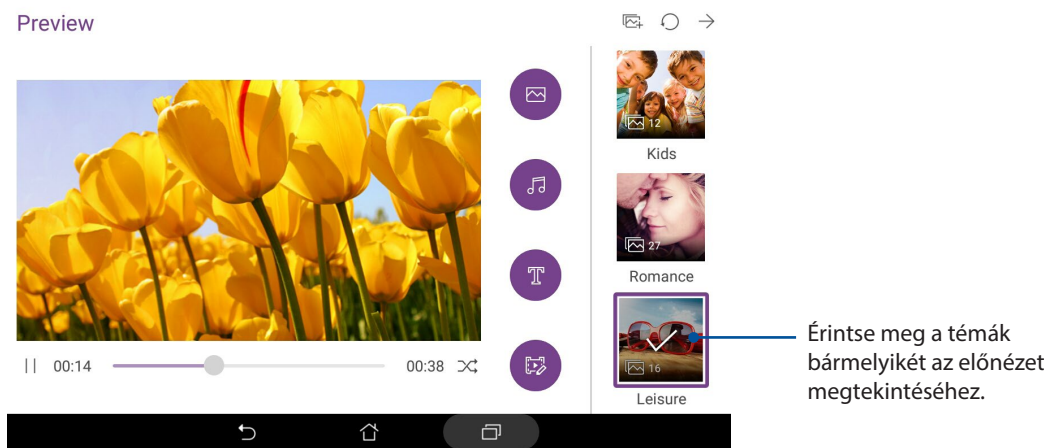 Preview
12
Kids
27
Romance
16
Leisure
00:14
00:38
Érintse meg a témák
bármelyikét az előnézet
megtekintéséhez.